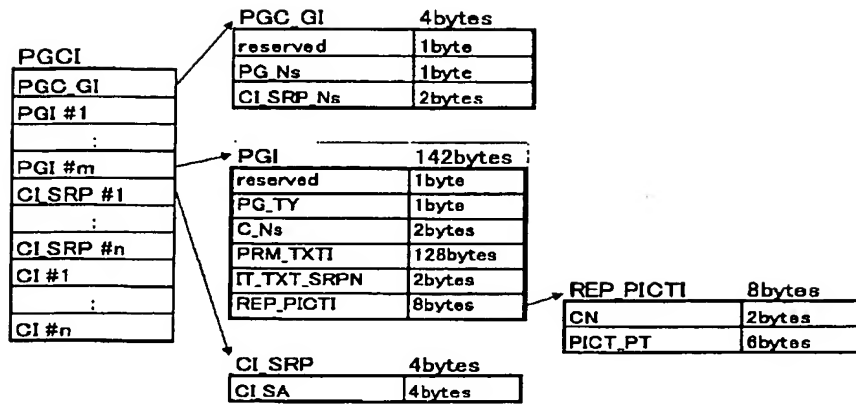 PGCI
PGC_GI
PGI #1
:
PGI #m
CI_SRP #1
:
CI_SRP #n
CI #1
:
CI #n
PGC_GI 4bytes
reserved 1byte
PG_Ns 1byte
CI_SRP_Ns 2bytes
PGI 142bytes
reserved 1byte
PG_TY 1byte
C_Ns 2bytes
PRM_TXTI 128bytes
IT_TXT_SRPN 2bytes
REP_PICTI 8bytes
REP_PICTI 8bytes
CN 2bytes
PICT_PT 6bytes
CI_SRP 4bytes
CI_SA 4bytes